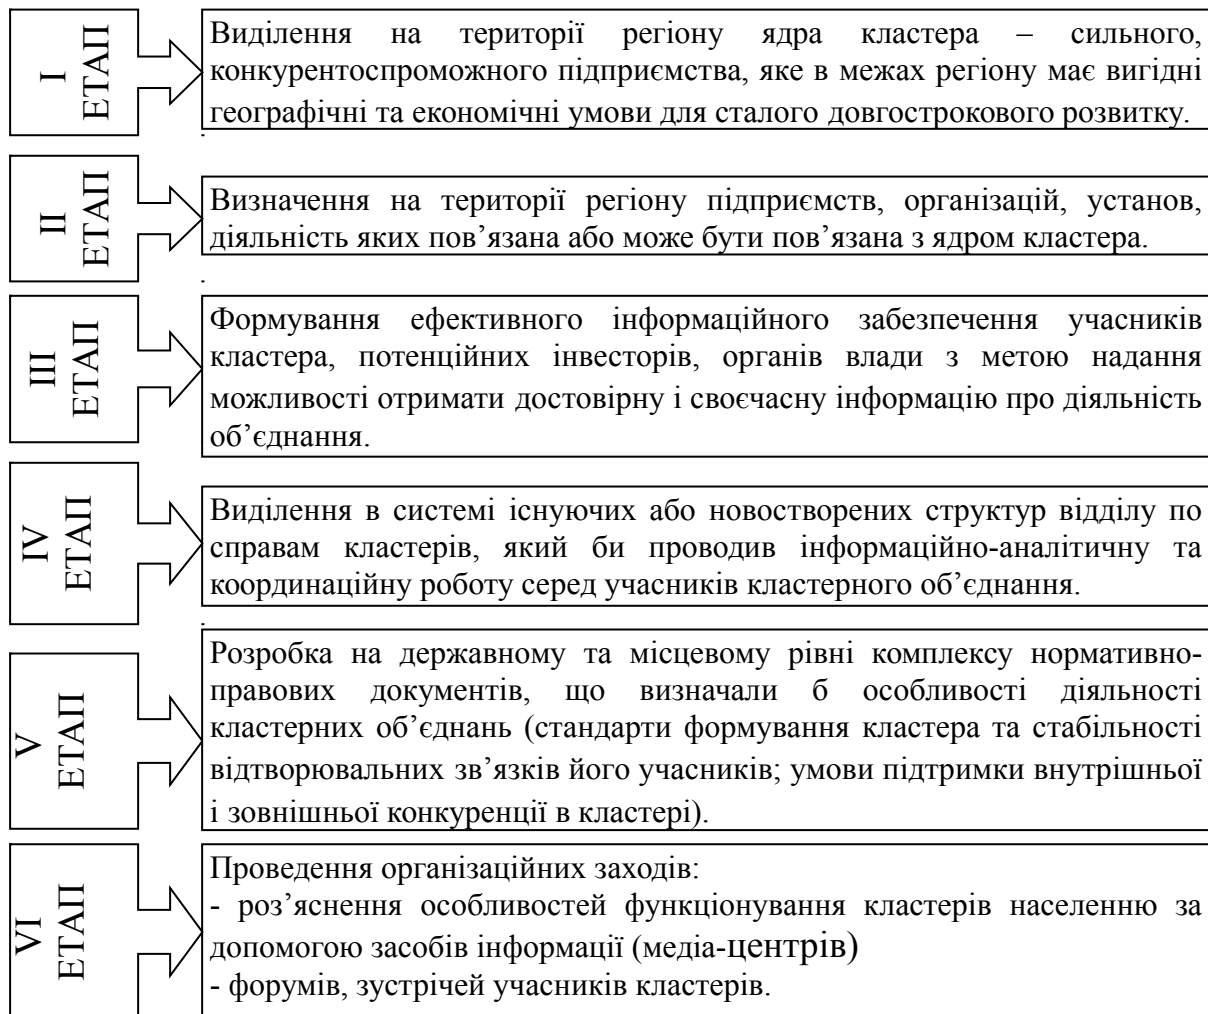 I
ЕТАП
Виділення на території регіону ядра кластера – сильного,
конкурентоспроможного підприємства, яке в межах регіону має вигідні
географічні та економічні умови для сталого довгострокового розвитку.
II
ЕТАП
Визначення на території регіону підприємств, організацій, установ,
діяльність яких пов’язана або може бути пов’язана з ядром кластера.
III
ЕТАП
Формування ефективного інформаційного забезпечення учасників
кластера, потенційних інвесторів, органів влади з метою надання
можливості отримати достовірну і своєчасну інформацію про діяльність
об’єднання.
IV
ЕТАП
Виділення в системі існуючих або новостворених структур відділу по
справам кластерів, який би проводив інформаційно-аналітичну та
координаційну роботу серед учасників кластерного об’єднання.
V
ЕТАП
Розробка на державному та місцевому рівні комплексу нормативно-
правових документів, що визначали б особливості діяльності
кластерних об’єднань (стандарти формування кластера та стабільності
відтворювальних зв’язків його учасників; умови підтримки внутрішньої
і зовнішньої конкуренції в кластері).
VI
ЕТАП
Проведення організаційних заходів:
- роз’яснення особливостей функціонування кластерів населенню за
допомогою засобів інформації (медіа-центрів)
- форумів, зустрічей учасників кластерів.